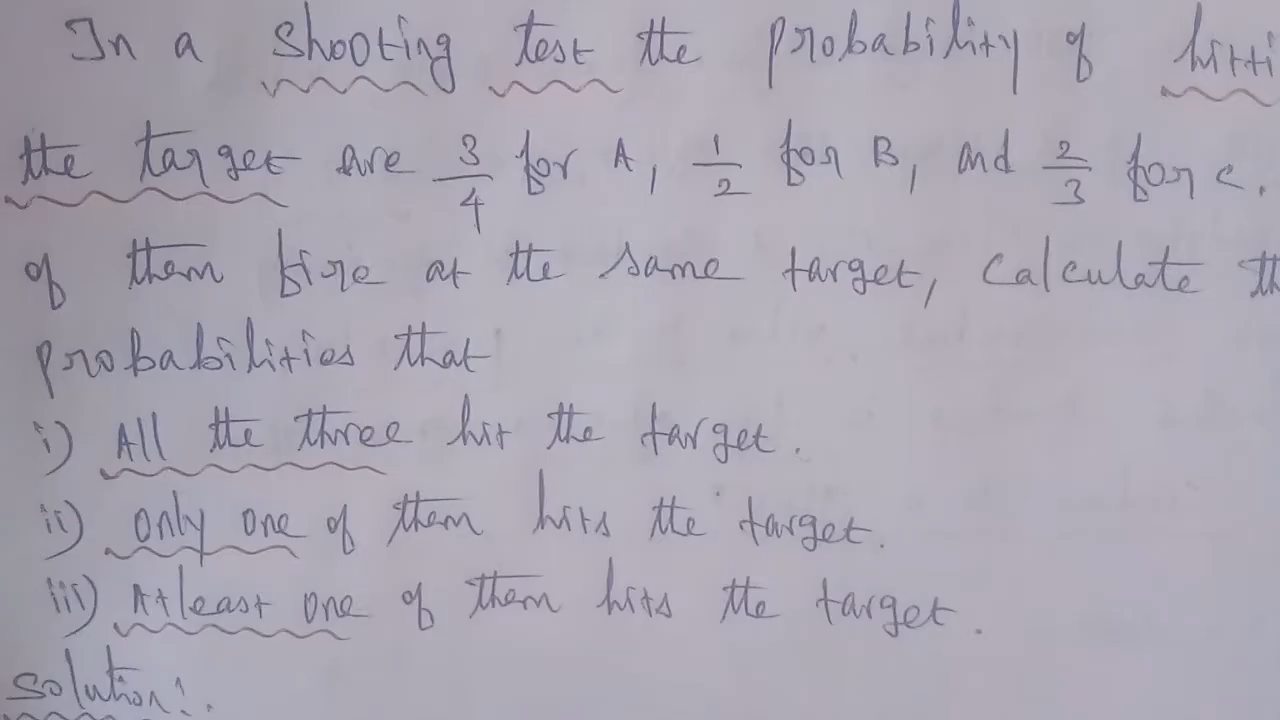 In a shooting test the probability of hitti
the target are 3/4 for A, 1/2 for B, and 2/3 for C.
of them fire at the same target, Calculate th
probabilities that
i) All the three hit the target.
ii) only one of them hits the target.
iii) Atleast one of them hits the target.
Solution:.